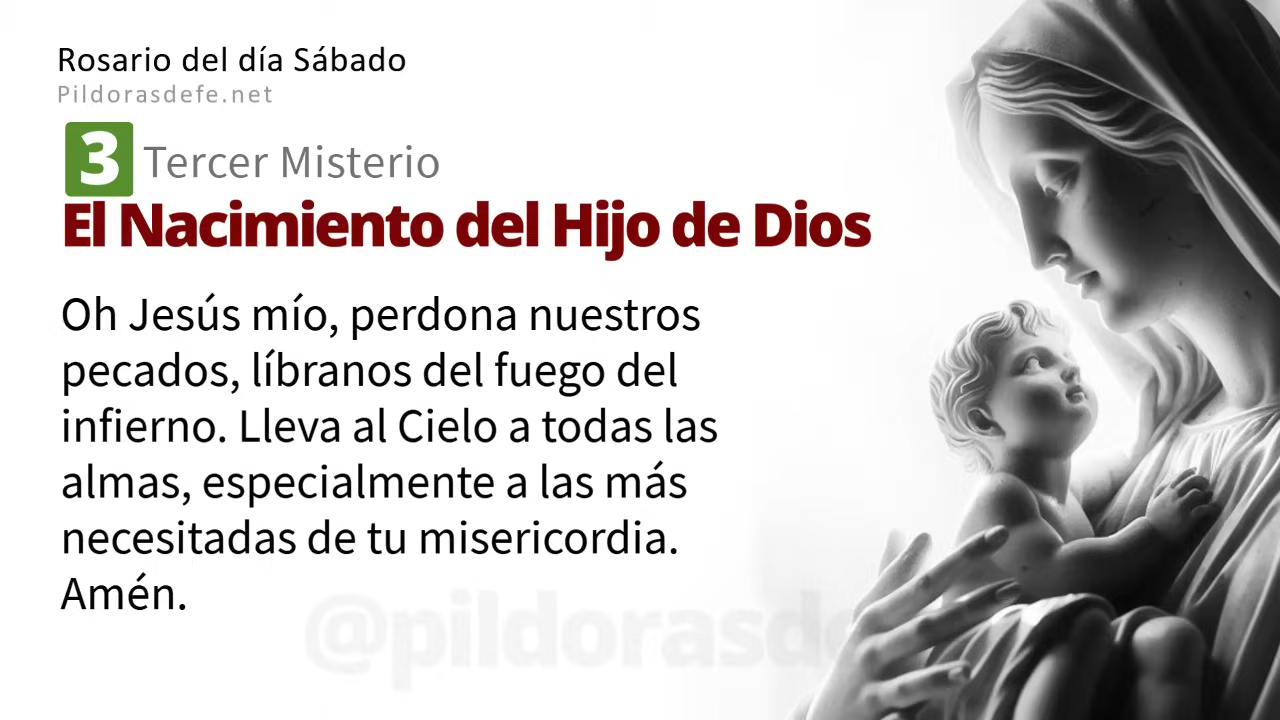 Rosario del día Sábado
Pildorasdefe.net
3 Tercer Misterio
El Nacimiento del Hijo de Dios
Oh Jesús mío, perdona nuestros
pecados, líbranos del fuego del
infierno. Lleva al Cielo a todas las
almas, especialmente a las más
necesitadas de tu misericordia.
Amén.
@pildorasde